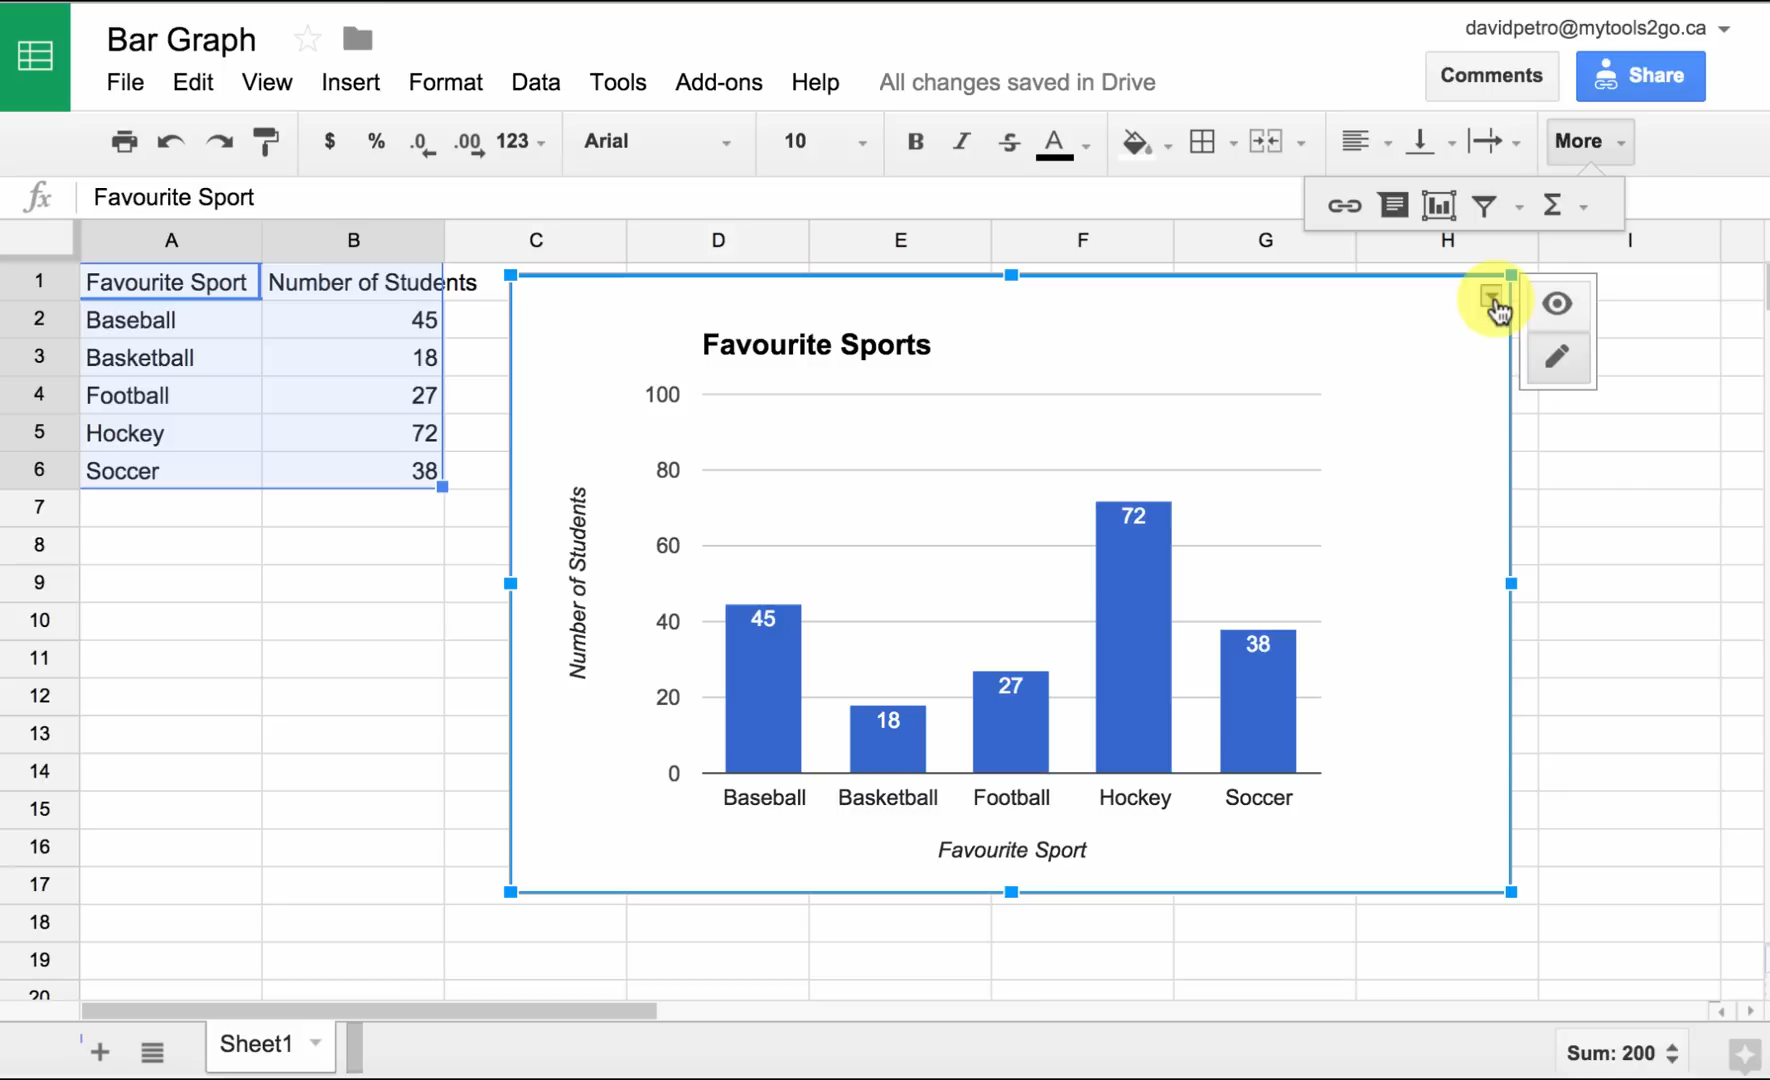 Bar Graph
davidpetro@mytools2go.ca
File Edit View Insert Format Data Tools Add-ons Help All changes saved in Drive
Comments
Share
$ % .0 .00 123 Arial 10 B I S A More
fx Favourite Sport
Σ
A B C D E F G H I
1 Favourite Sport Number of Students
2 Baseball 45
3 Basketball 18
4 Football 27
5 Hockey 72
6 Soccer 38
7
8
9
10
11
12
13
14
15
16
17
18
19
20
Favourite Sports
100
80
60
40
20
0
Number of Students
45 18 27 72 38
Baseball Basketball Football Hockey Soccer
Favourite Sport
+ Sheet1 Sum: 200